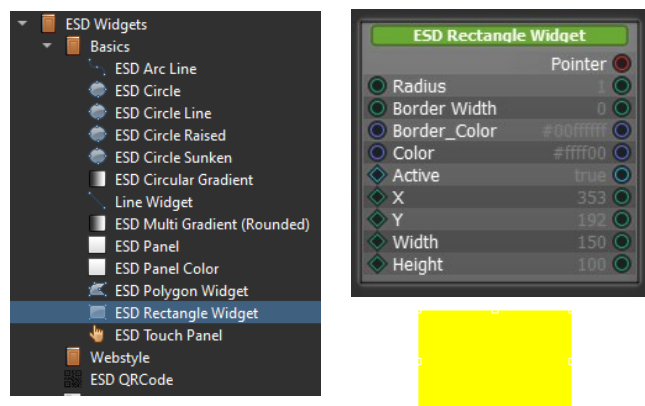 ESD Widgets
Basics
ESD Arc Line
ESD Circle
ESD Circle Line
ESD Circle Raised
ESD Circle Sunken
ESD Circular Gradient
Line Widget
ESD Multi Gradient (Rounded)
ESD Panel
ESD Panel Color
ESD Polygon Widget
ESD Rectangle Widget
ESD Touch Panel
Webstyle
ESD QRCode
ESD Rectangle Widget
Pointer
Radius 1
Border Width 0
Border_Color #00ffffff
Color #ffff00
Active true
X 353
Y 192
Width 150
Height 100